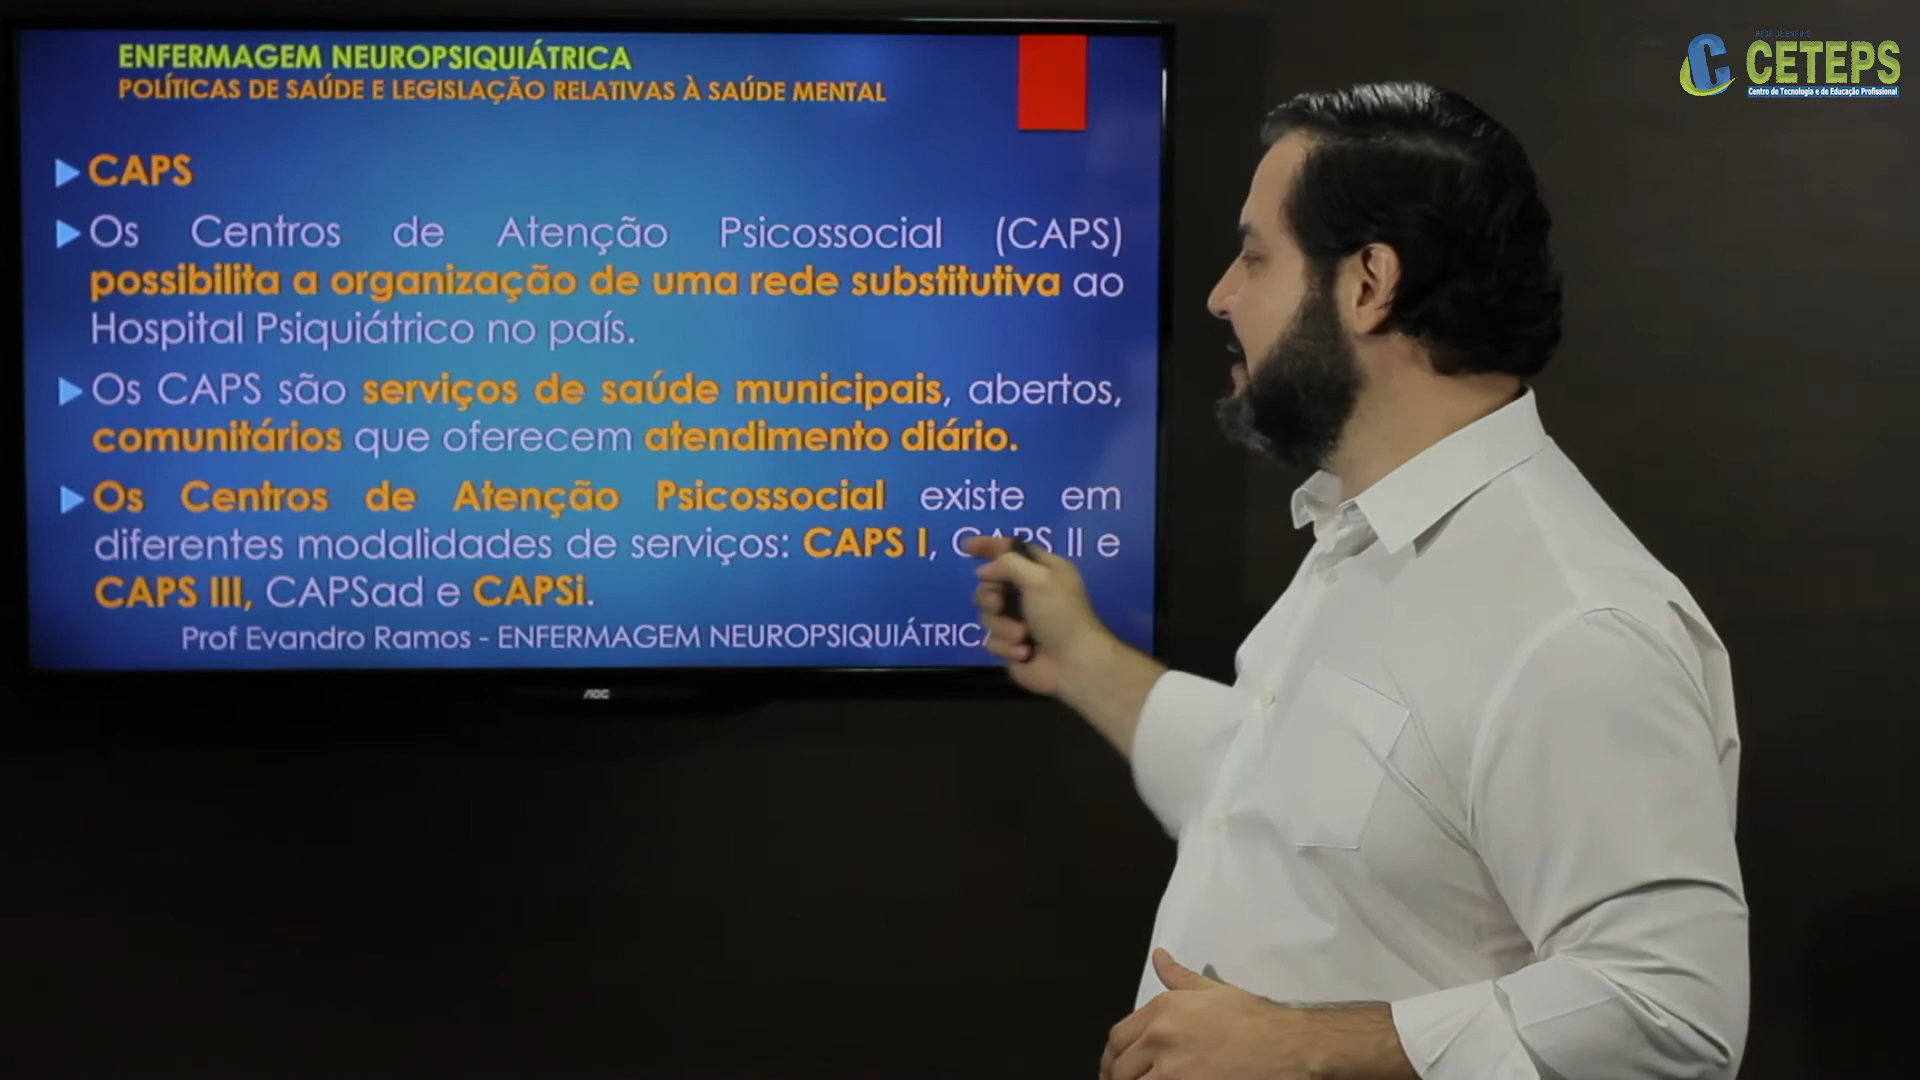 ENFERMAGEM NEUROPSIQUIÁTRICA
POLÍTICAS DE SAÚDE E LEGISLAÇÃO RELATIVAS À SAÚDE MENTAL
CAPS
Os Centros de Atenção Psicossocial (CAPS)
possibilita a organização de uma rede substitutiva ao
Hospital Psiquiátrico no país.
Os CAPS são serviços de saúde municipais, abertos,
comunitários que oferecem atendimento diário.
Os Centros de Atenção Psicossocial existe em
diferentes modalidades de serviços: CAPS I, CAPS II e
CAPS III, CAPSad e CAPSi.
Prof Evandro Ramos - ENFERMAGEM NEUROPSIQUIÁTRICA
AOC
CETEPS
Centro de Tecnologia e de Educação Profissional